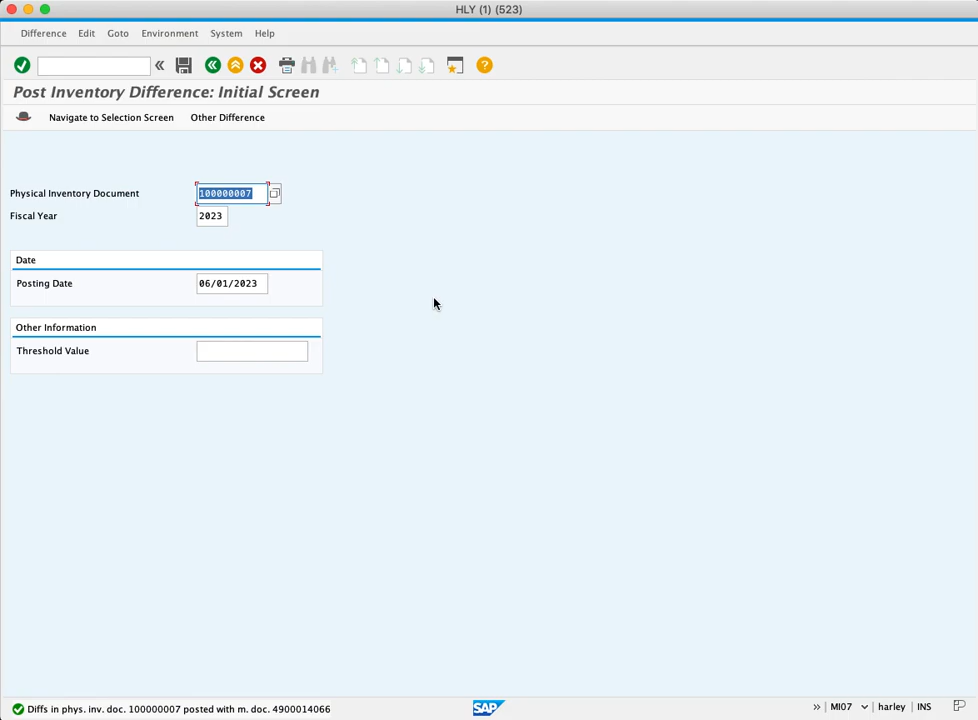 HLY (1) (523)
Difference Edit Goto Environment System Help
Post Inventory Difference: Initial Screen
Navigate to Selection Screen Other Difference
Physical Inventory Document 100000007
Fiscal Year 2023
Date
Posting Date 06/01/2023
Other Information
Threshold Value
Diffs in phys. inv. doc. 100000007 posted with m. doc. 4900014066 SAP MI07 harley INS